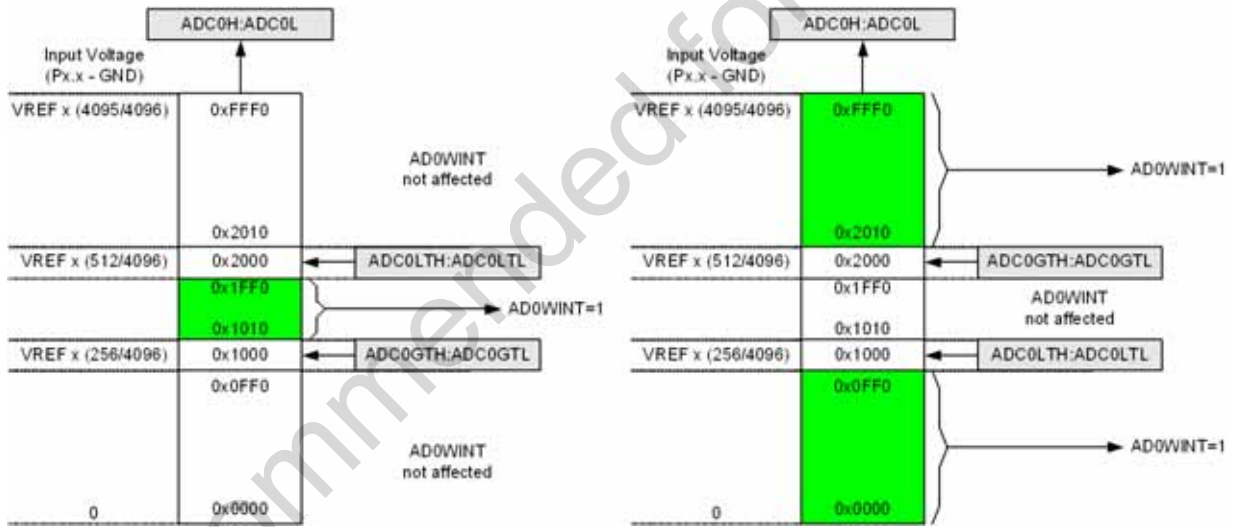 ADC0H:ADC0L
Input Voltage
(Px.x - GND)
VREF x (4095/4096)
0xFFF0
AD0WINT
not affected
0x2010
VREF x (512/4096)
0x2000
ADC0LTH:ADC0LTL
0x1FF0
AD0WINT=1
0x1010
VREF x (256/4096)
0x1000
ADC0GTH:ADC0GTL
0x0FF0
AD0WINT
not affected
0
0x0000
ADC0H:ADC0L
Input Voltage
(Px.x - GND)
VREF x (4095/4096)
0xFFF0
AD0WINT=1
0x2010
VREF x (512/4096)
0x2000
ADC0GTH:ADC0GTL
0x1FF0
AD0WINT
not affected
0x1010
VREF x (256/4096)
0x1000
ADC0LTH:ADC0LTL
0x0FF0
AD0WINT=1
0
0x0000
ommended for